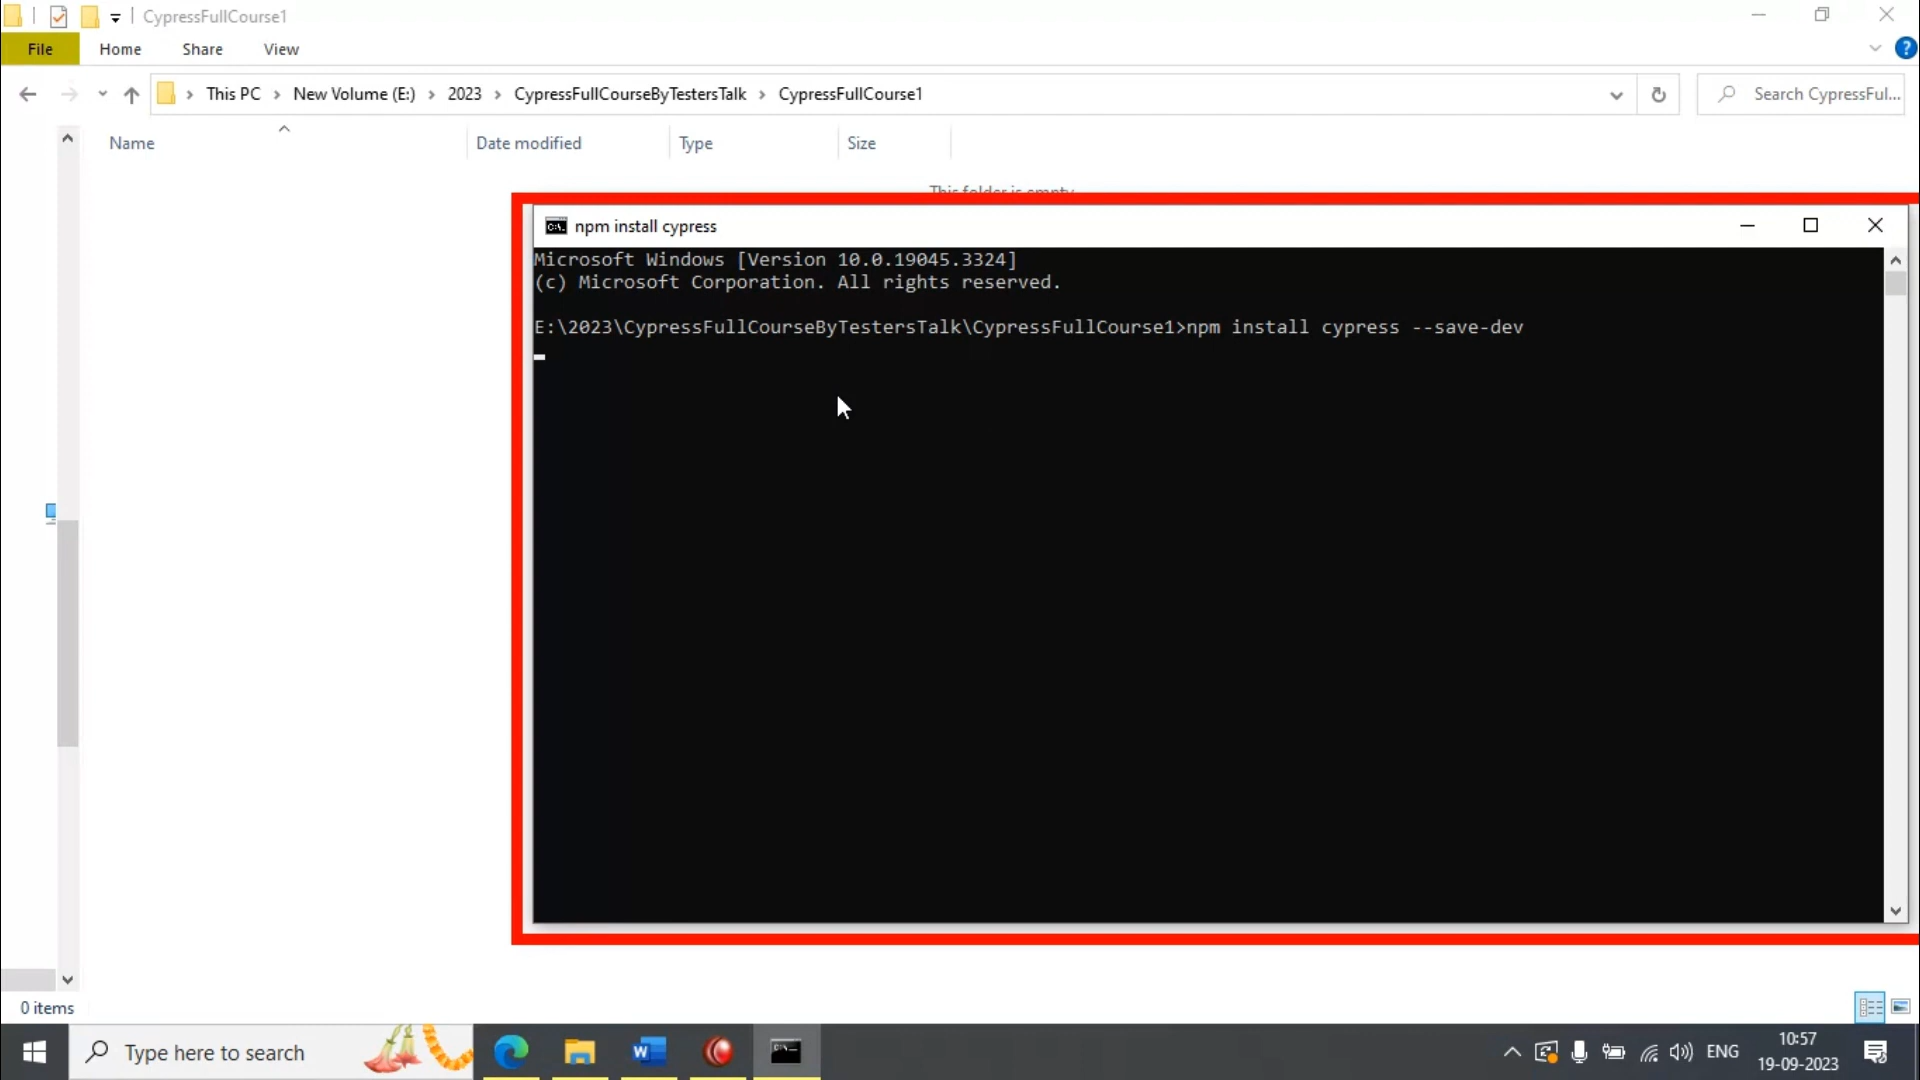 CypressFullCourse1
File Home Share View
This PC > New Volume (E:) > 2023 > CypressFullCourseByTestersTalk > CypressFullCourse1
Search CypressFul...
Name Date modified Type Size
This folder is empty.
npm install cypress
Microsoft Windows [Version 10.0.19045.3324]
(c) Microsoft Corporation. All rights reserved.
E:\2023\CypressFullCourseByTestersTalk\CypressFullCourse1>npm install cypress --save-dev
0 items
Type here to search
ENG
10:57
19-09-2023